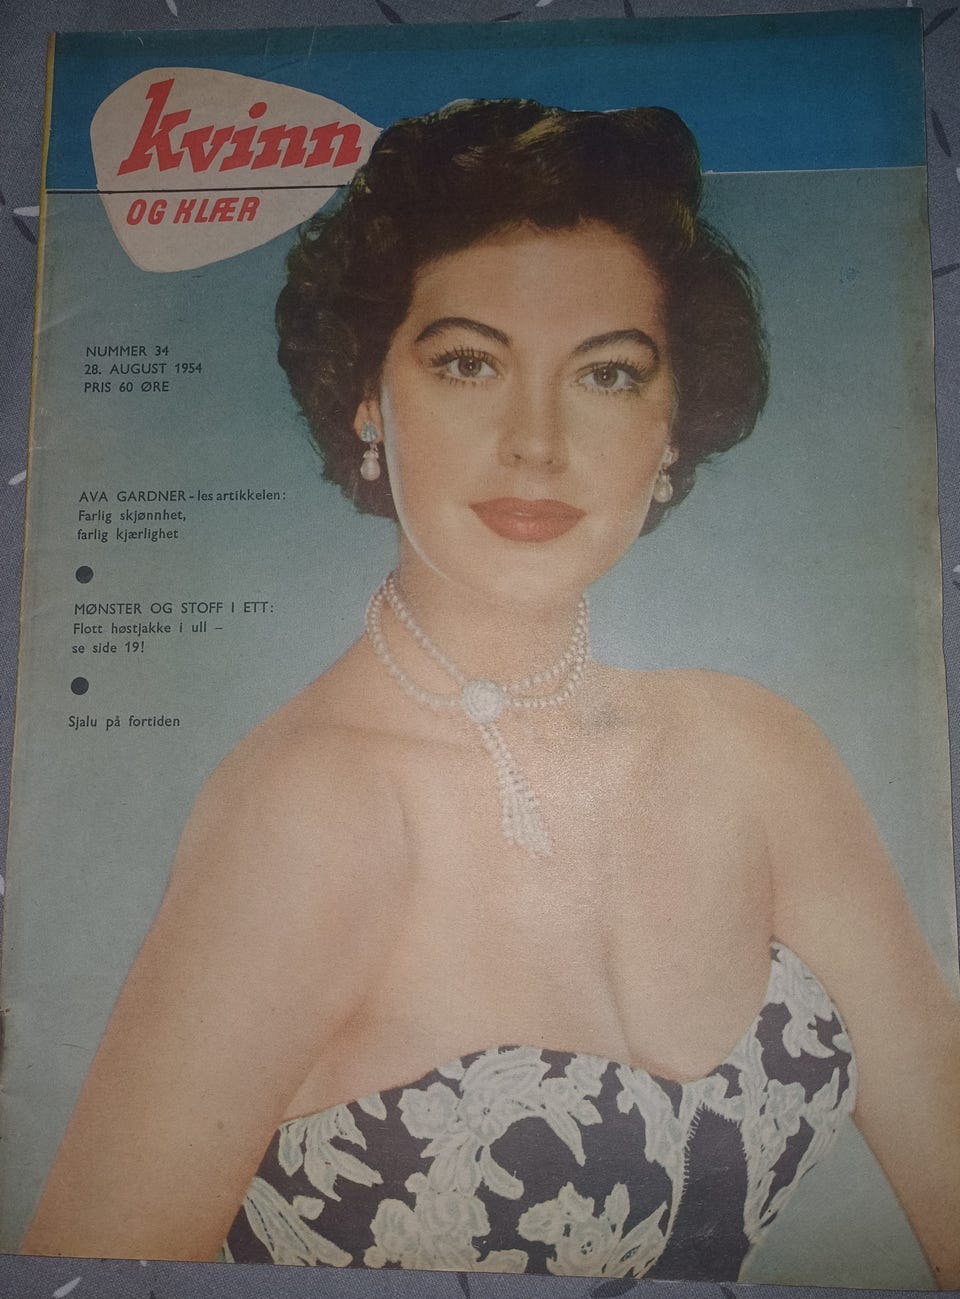 kvinn
OG KLÆR
NUMMER 34
28. AUGUST 1954
PRIS 60 ØRE
AVA GARDNER - les artikkelen:
Farlig skjønnhet,
farlig kjærlighet
MØNSTER OG STOFF I ETT:
Flott høstjakke i ull –
se side 19!
Sjalu på fortiden